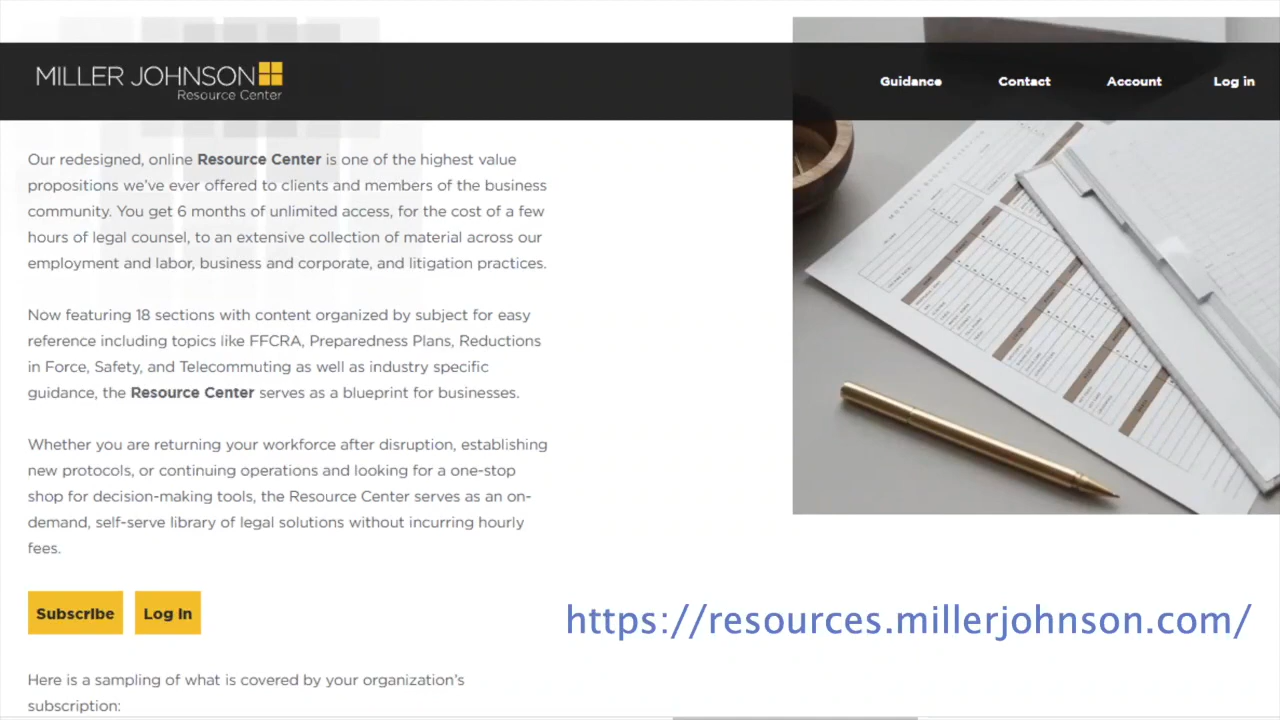 MILLER JOHNSON
Resource Center
Guidance
Contact
Account
Log in
Our redesigned, online Resource Center is one of the highest value
propositions we've ever offered to clients and members of the business
community. You get 6 months of unlimited access, for the cost of a few
hours of legal counsel, to an extensive collection of material across our
employment and labor, business and corporate, and litigation practices.
Now featuring 18 sections with content organized by subject for easy
reference including topics like FFCRA, Preparedness Plans, Reductions
in Force, Safety, and Telecommuting as well as industry specific
guidance, the Resource Center serves as a blueprint for businesses.
Whether you are returning your workforce after disruption, establishing
new protocols, or continuing operations and looking for a one-stop
shop for decision-making tools, the Resource Center serves as an on-
demand, self-serve library of legal solutions without incurring hourly
fees.
Subscribe
Log In
https://resources.millerjohnson.com/
Here is a sampling of what is covered by your organization's
subscription: